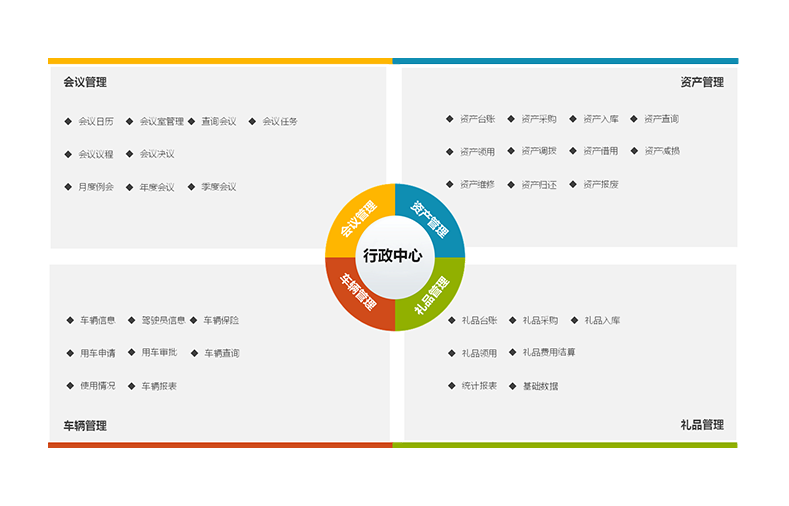 会议管理
会议日历 会议室管理 查询会议 会议任务
会议议程 会议决议
月度例会 年度会议 季度会议
资产管理
资产台账 资产采购 资产入库 资产查询
资产领用 资产调拨 资产借用 资产减损
资产维修 资产归还 资产报废
会议管理
资产管理
行政中心
车辆管理
礼品管理
车辆信息 驾驶员信息 车辆保险
用车申请 用车审批 车辆查询
使用情况 车辆报表
车辆管理
礼品台账 礼品采购 礼品入库
礼品领用 礼品费用结算
统计报表 基础数据
礼品管理